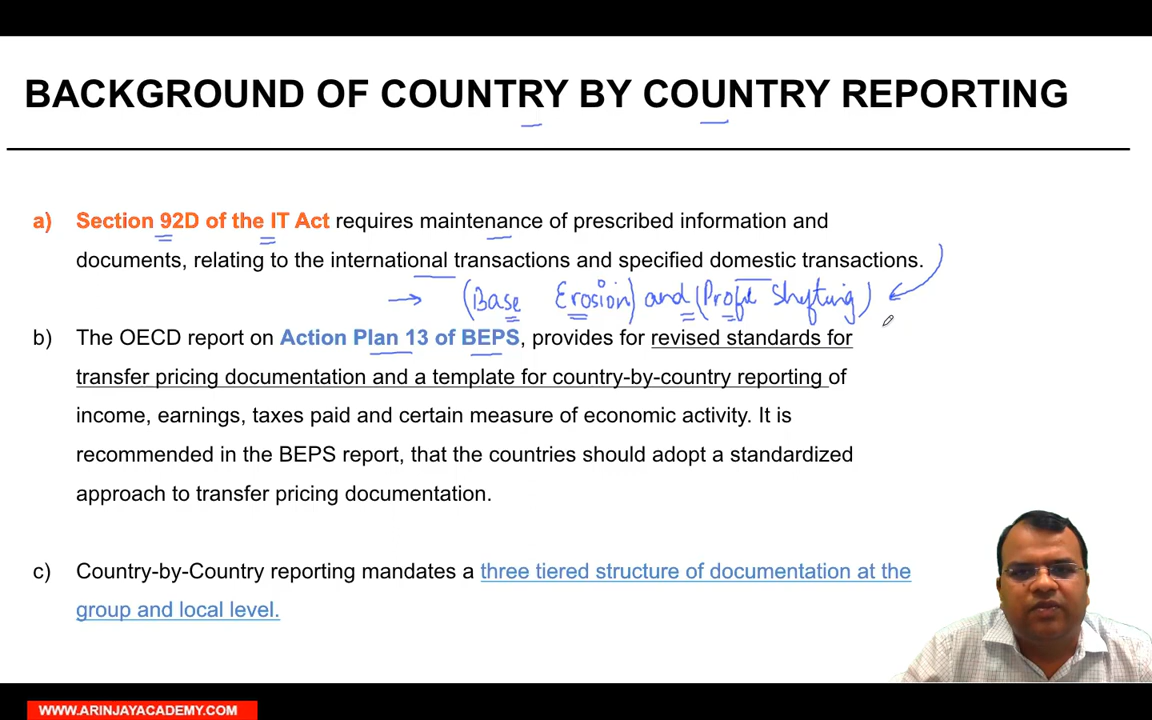 BACKGROUND OF COUNTRY BY COUNTRY REPORTING
a) Section 92D of the IT Act requires maintenance of prescribed information and
documents, relating to the international transactions and specified domestic transactions.
(Base Erosion) and (Profit Shifting)
b) The OECD report on Action Plan 13 of BEPS, provides for revised standards for
transfer pricing documentation and a template for country-by-country reporting of
income, earnings, taxes paid and certain measure of economic activity. It is
recommended in the BEPS report, that the countries should adopt a standardized
approach to transfer pricing documentation.
c) Country-by-Country reporting mandates a three tiered structure of documentation at the
group and local level.
WWW.ARINJAYACADEMY.COM